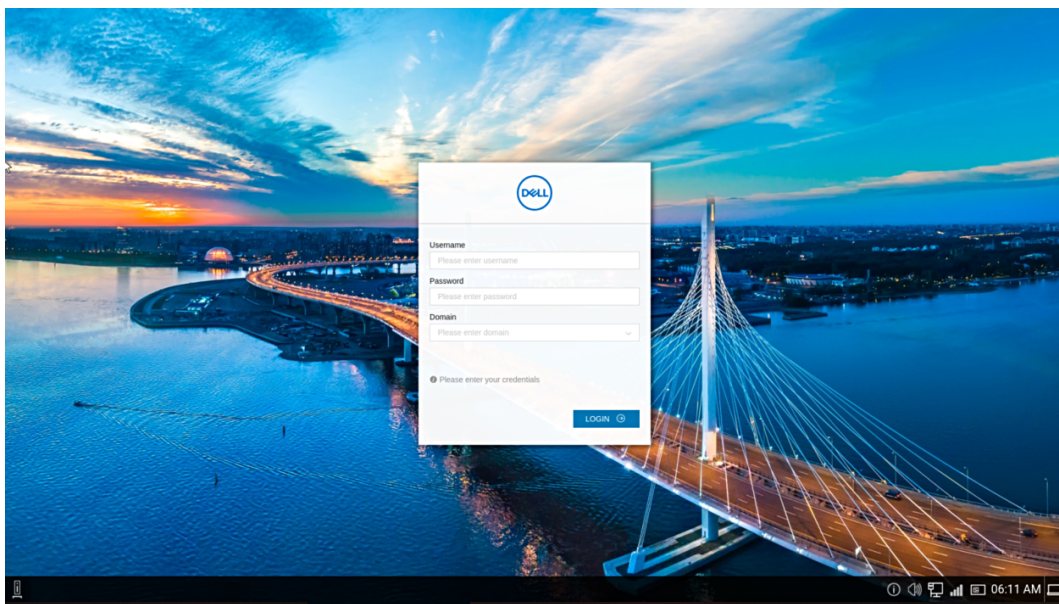 DELL
Username
Please enter username
Password
Please enter password
Domain
Please enter domain
Please enter your credentials
LOGIN
06:11 AM